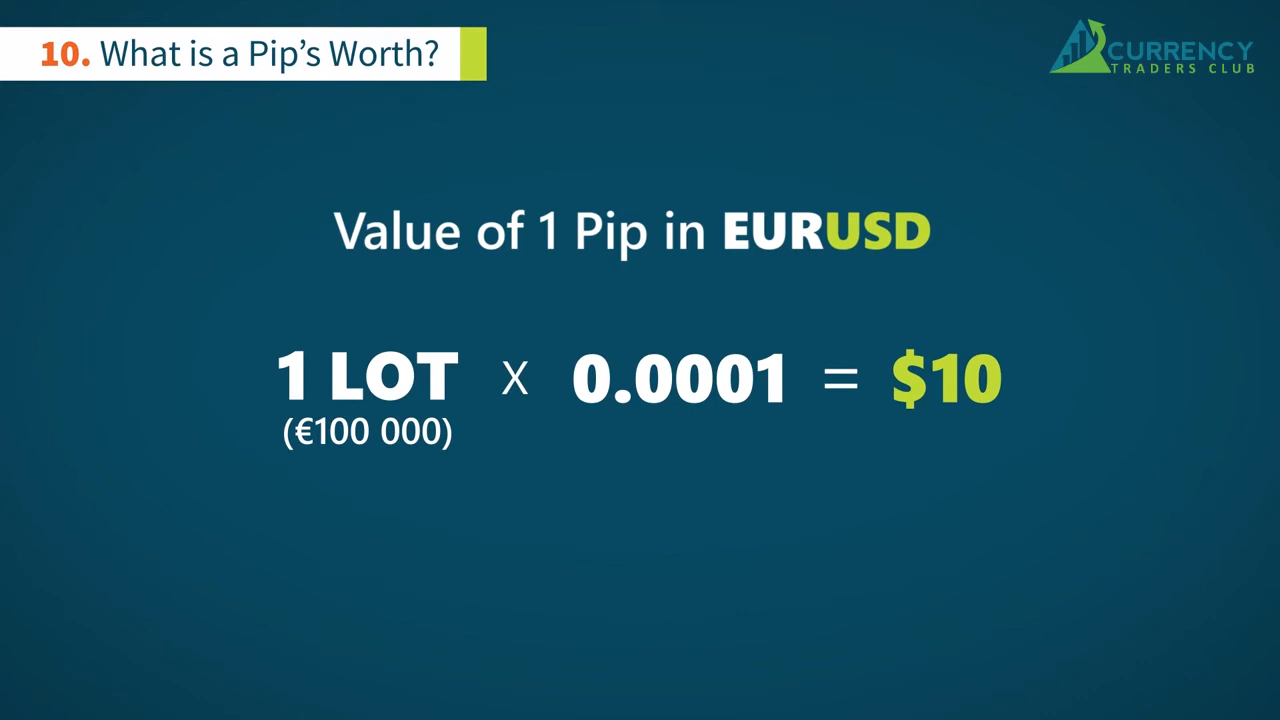 10. What is a Pip’s Worth?
CURRENCY
TRADERS CLUB
Value of 1 Pip in EURUSD
1 LOT x 0.0001 = $10
(€100 000)